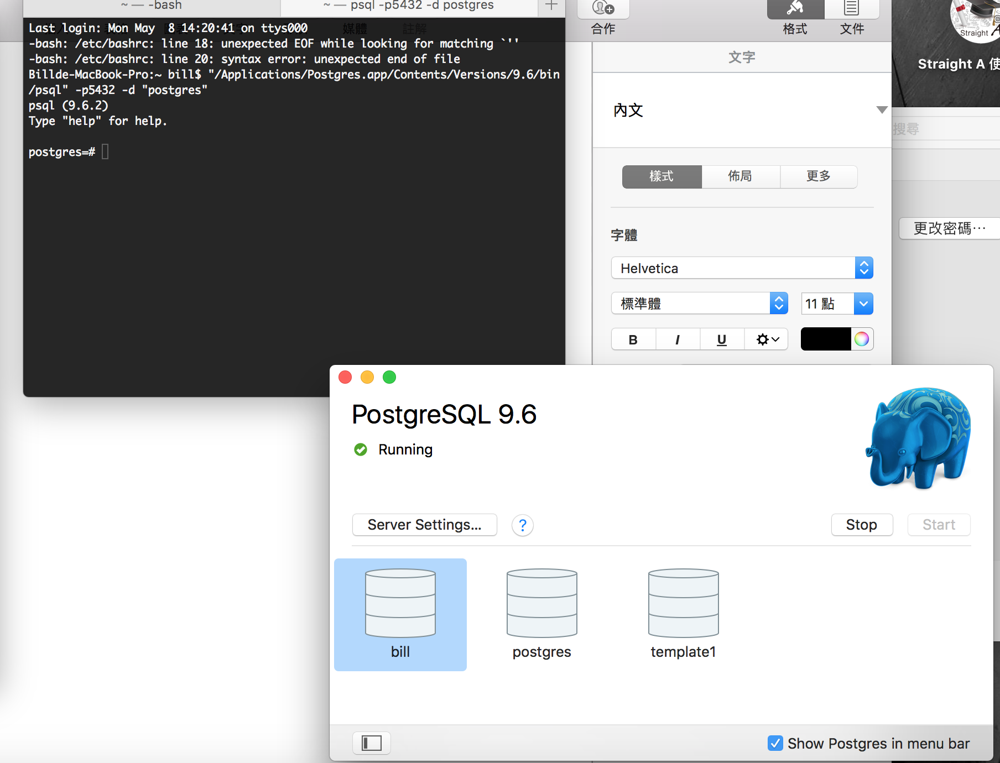 ~ — -bash
~ — psql -p5432 -d postgres
Last login: Mon May  8 14:20:41 on ttys000
-bash: /etc/bashrc: line 18: unexpected EOF while looking for matching `''
-bash: /etc/bashrc: line 20: syntax error: unexpected end of file
Billde-MacBook-Pro:~ bill$ "/Applications/Postgres.app/Contents/Versions/9.6/bin
/psql" -p5432 -d "postgres"
psql (9.6.2)
Type "help" for help.
postgres=#
媒體
註解
合作
格式
文件
文字
內文
樣式
佈局
更多
字體
Helvetica
標準體
11 點
B
I
U
Straight A
Straight A 使
搜尋
更改密碼⋯
PostgreSQL 9.6
Running
Server Settings...
?
Stop
Start
bill
postgres
template1
Show Postgres in menu bar